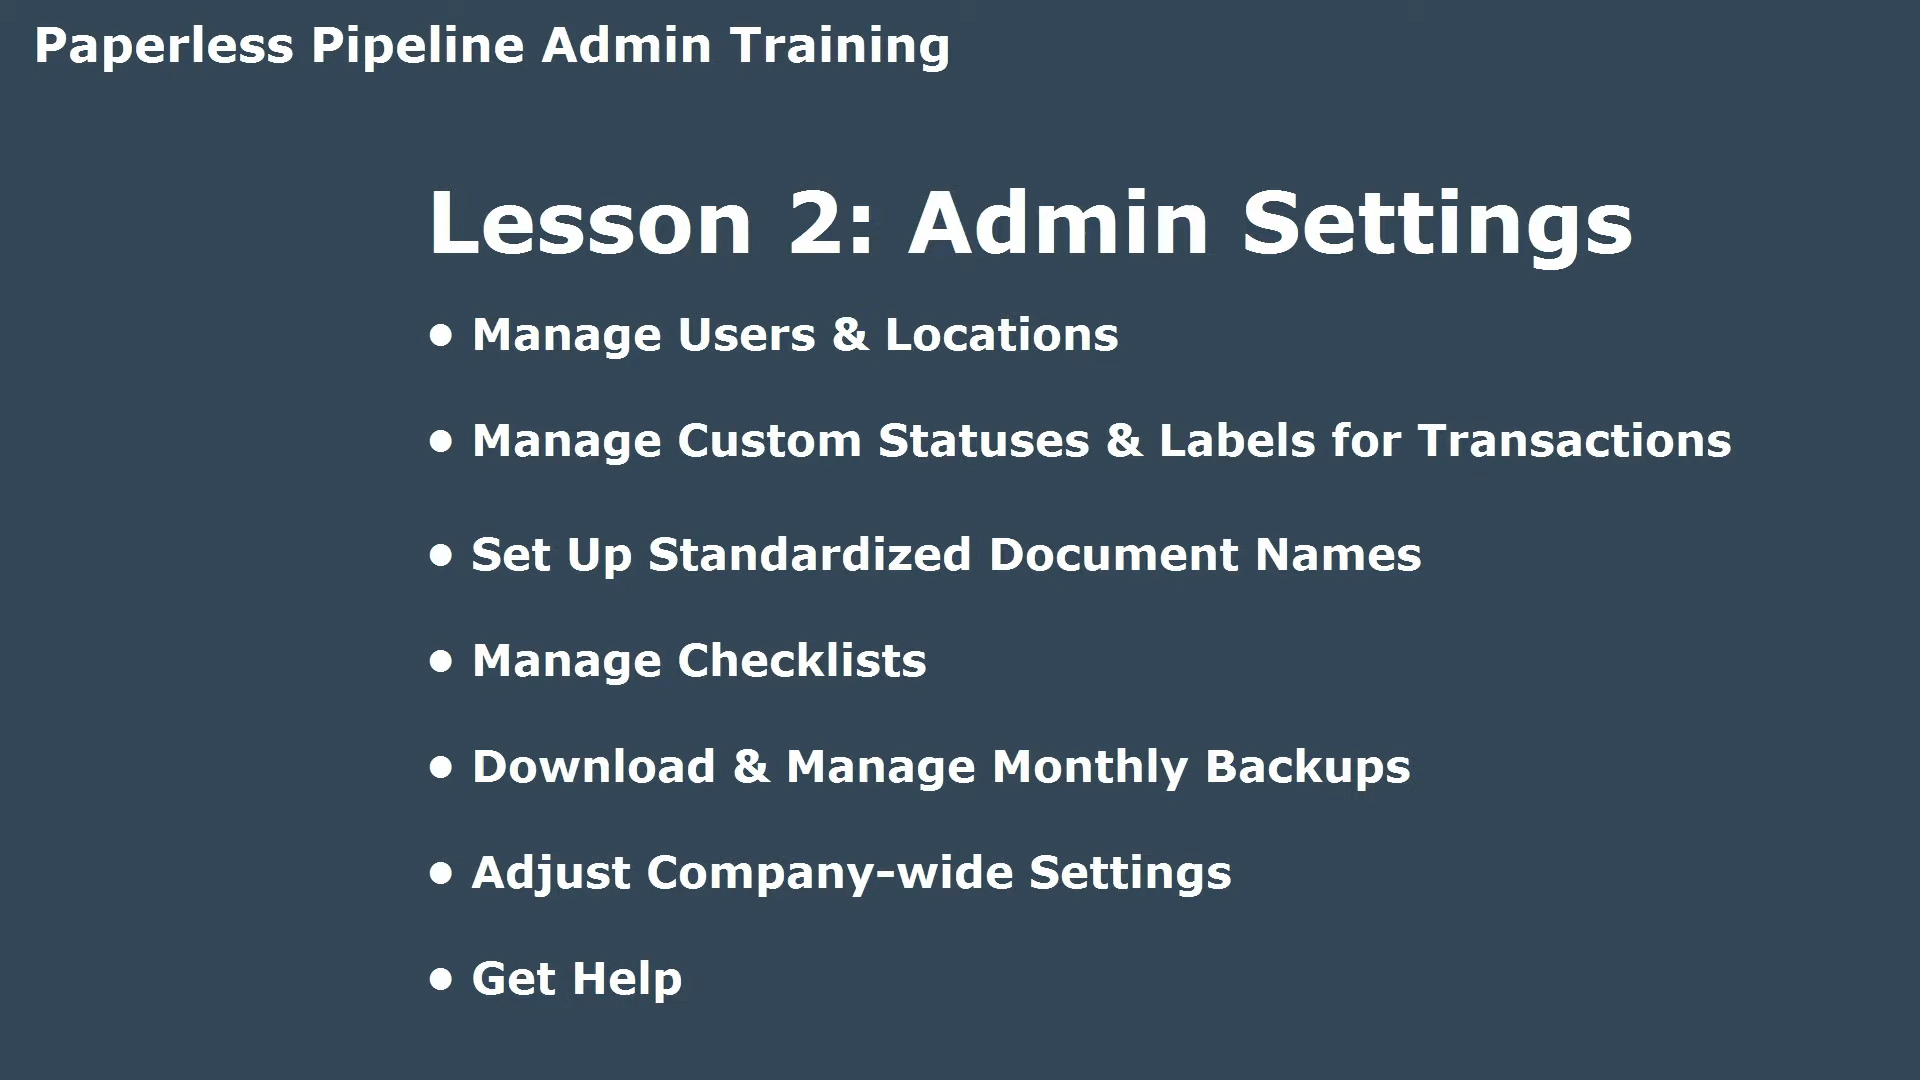 Paperless Pipeline Admin Training
Lesson 2: Admin Settings
• Manage Users & Locations
• Manage Custom Statuses & Labels for Transactions
• Set Up Standardized Document Names
• Manage Checklists
• Download & Manage Monthly Backups
• Adjust Company-wide Settings
• Get Help